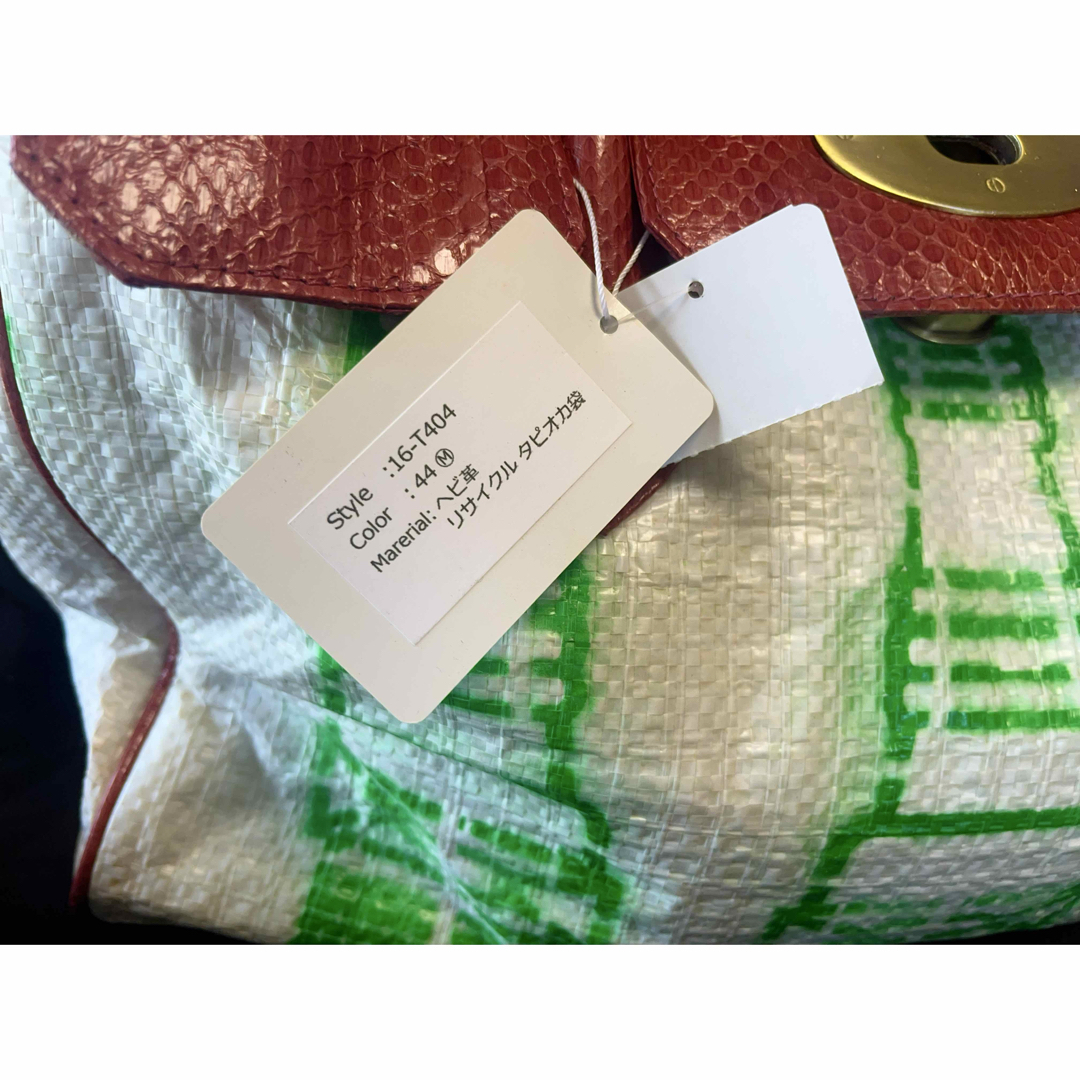 Style :16-T404
Color : 44 Ⓜ
Marerial: ヘビ革
リサイクル タピオカ袋